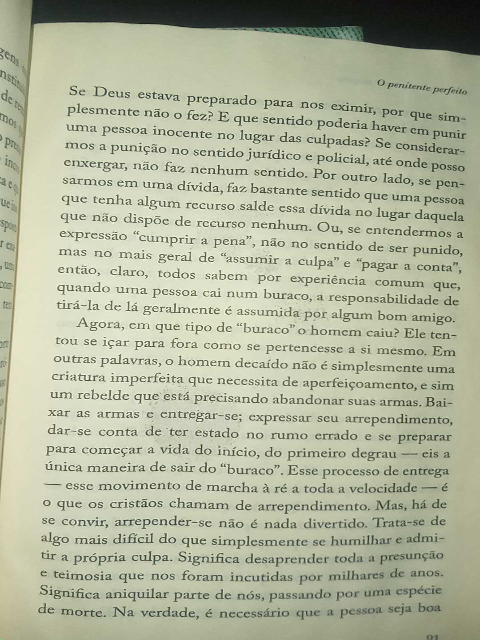 O penitente perfeito
Se Deus estava preparado para nos eximir, por que sim-
plesmente não o fez? E que sentido poderia haver em punir
uma pessoa inocente no lugar das culpadas? Se considerar-
mos a punição no sentido jurídico e policial, até onde posso
enxergar, não faz nenhum sentido. Por outro lado, se pen-
sarmos em uma dívida, faz bastante sentido que uma pessoa
que tenha algum recurso salde essa dívida no lugar daquela
que não dispõe de recurso nenhum. Ou, se entendermos a
expressão “cumprir a pena”, não no sentido de ser punido,
mas no mais geral de “assumir a culpa” e “pagar a conta”,
então, claro, todos sabem por experiência comum que,
quando uma pessoa cai num buraco, a responsabilidade de
tirá-la de lá geralmente é assumida por algum bom amigo.
Agora, em que tipo de “buraco” o homem caiu? Ele ten-
tou se içar para fora como se pertencesse a si mesmo. Em
outras palavras, o homem decaído não é simplesmente uma
criatura imperfeita que necessita de aperfeiçoamento, e sim
um rebelde que está precisando abandonar suas armas. Bai-
xar as armas e entregar-se; expressar seu arrependimento,
dar-se conta de ter estado no rumo errado e se preparar
para começar a vida do início, do primeiro degrau — eis a
única maneira de sair do “buraco”. Esse processo de entrega
— esse movimento de marcha à ré a toda a velocidade — é
o que os cristãos chamam de arrependimento. Mas, há de
se convir, arrepender-se não é nada divertido. Trata-se de
algo mais difícil do que simplesmente se humilhar e admi-
tir a própria culpa. Significa desaprender toda a presunção
e teimosia que nos foram incutidas por milhares de anos.
Significa aniquilar parte de nós, passando por uma espécie
de morte. Na verdade, é necessário que a pessoa seja boa